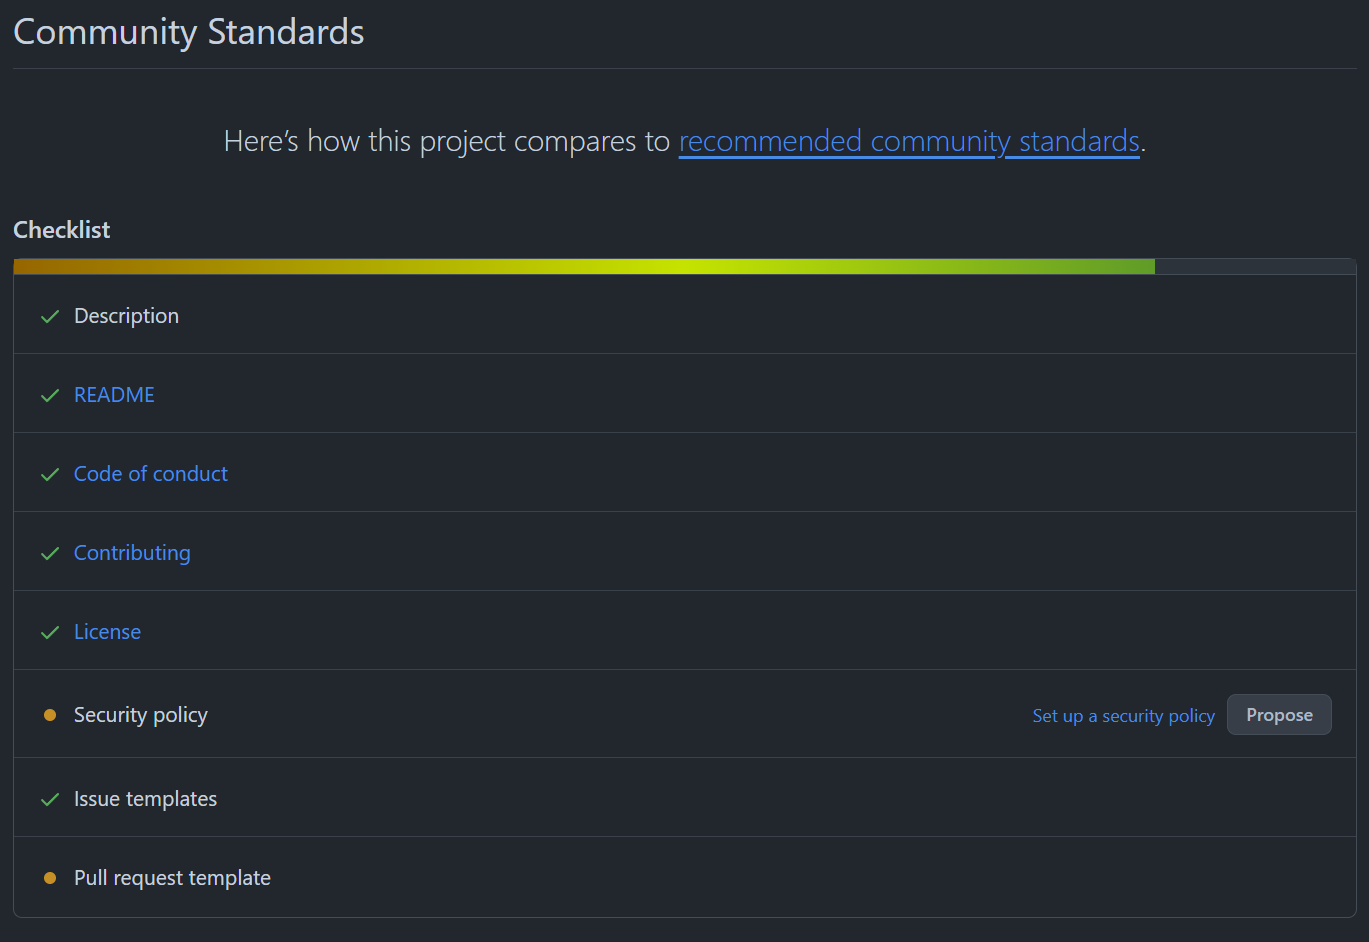 Community Standards
Here’s how this project compares to recommended community standards.
Checklist
Description
README
Code of conduct
Contributing
License
Security policy
Set up a security policy
Propose
Issue templates
Pull request template